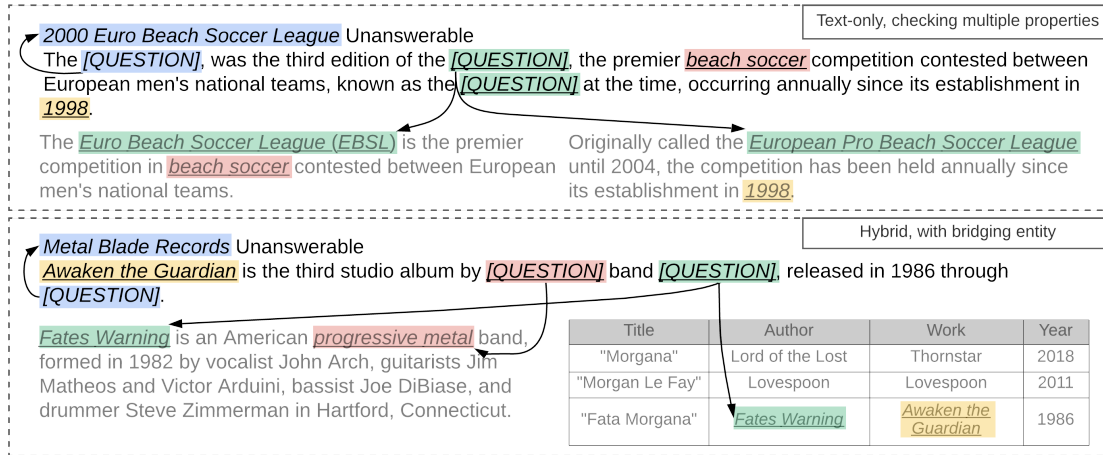 Text-only, checking multiple properties
2000 Euro Beach Soccer League Unanswerable
The [QUESTION], was the third edition of the [QUESTION], the premier beach soccer competition contested between
European men's national teams, known as the [QUESTION] at the time, occurring annually since its establishment in
1998.
The Euro Beach Soccer League (EBSL) is the premier
competition in beach soccer contested between European
men's national teams.
Originally called the European Pro Beach Soccer League
until 2004, the competition has been held annually since
its establishment in 1998.
Hybrid, with bridging entity
Metal Blade Records Unanswerable
Awaken the Guardian is the third studio album by [QUESTION] band [QUESTION], released in 1986 through
[QUESTION].
Fates Warning is an American progressive metal band,
formed in 1982 by vocalist John Arch, guitarists Jim
Matheos and Victor Arduini, bassist Joe DiBiase, and
drummer Steve Zimmerman in Hartford, Connecticut.
Title Author Work Year
"Morgana" Lord of the Lost Thornstar 2018
"Morgan Le Fay" Lovespoon Lovespoon 2011
"Fata Morgana" Fates Warning Awaken the Guardian 1986